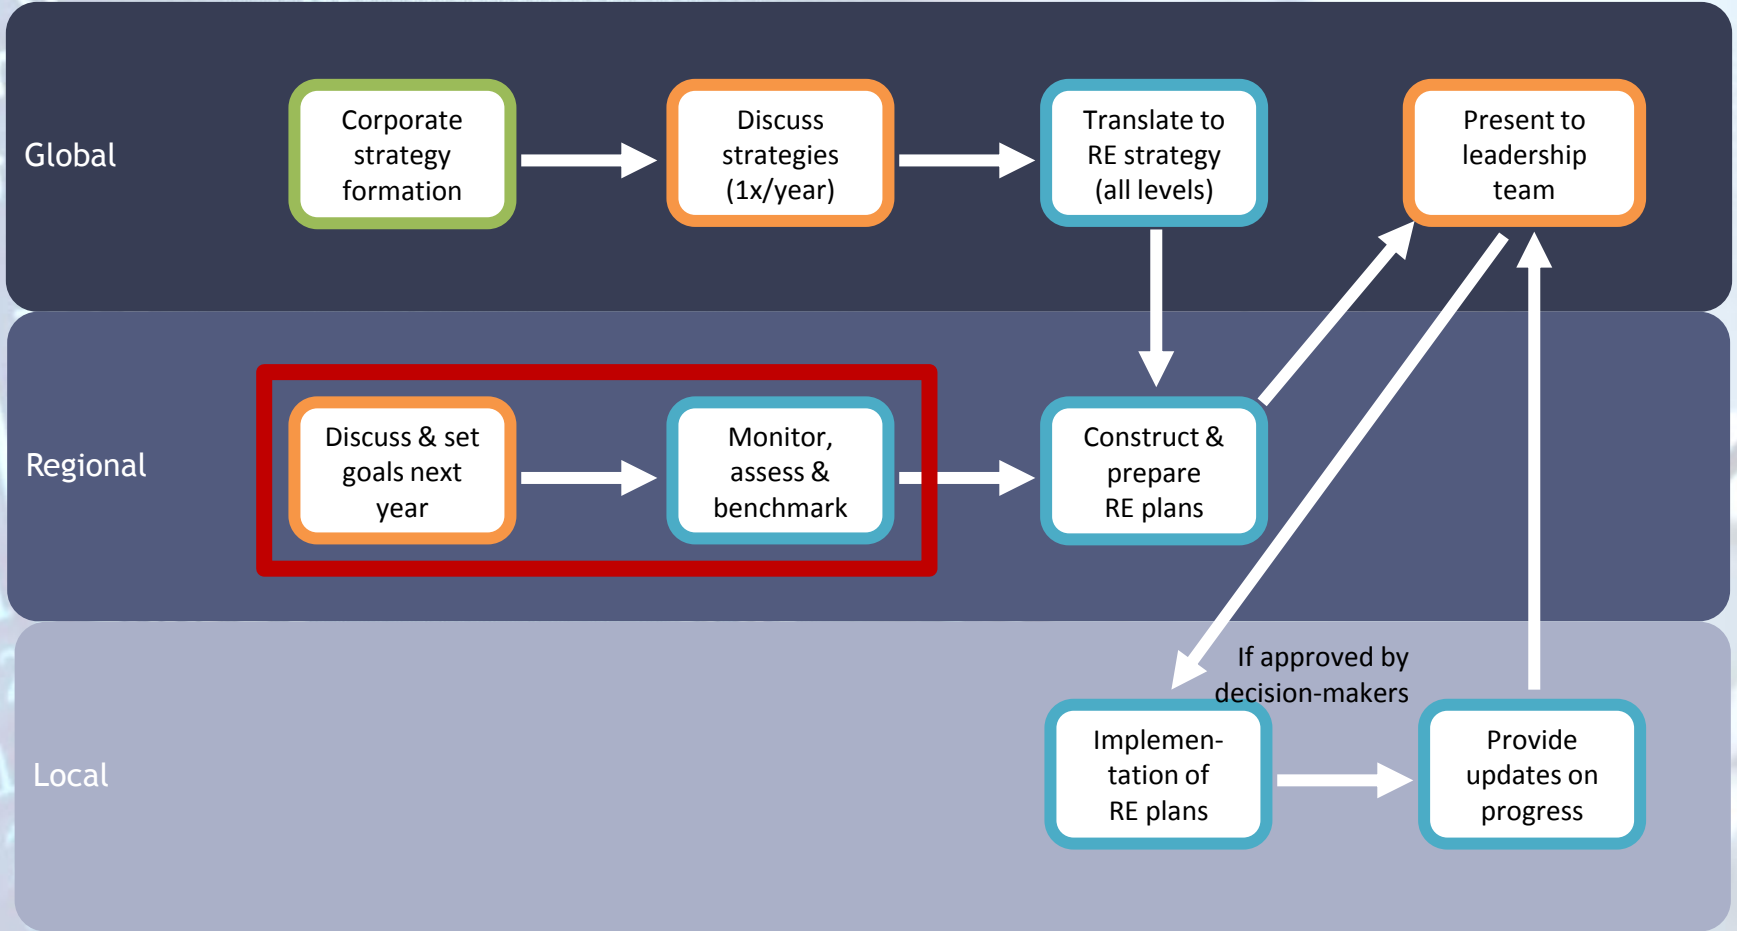 Global
Corporate
strategy
formation
Discuss
strategies
(1x/year)
Translate to
RE strategy
(all levels)
Present to
leadership
team
Regional
Discuss & set
goals next
year
Monitor,
assess &
benchmark
Construct &
prepare
RE plans
If approved by
decision-makers
Local
Implemen-
tation of
RE plans
Provide
updates on
progress